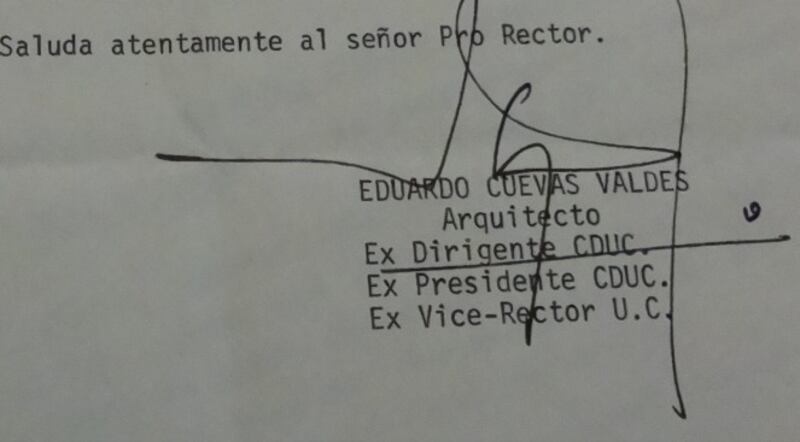 Saluda atentamente al señor Pro Rector.
EDUARDO CUEVAS VALDES
Arquitecto
Ex Dirigente CDUC.
Ex Presidente CDUC.
Ex Vice-Rector U.C.